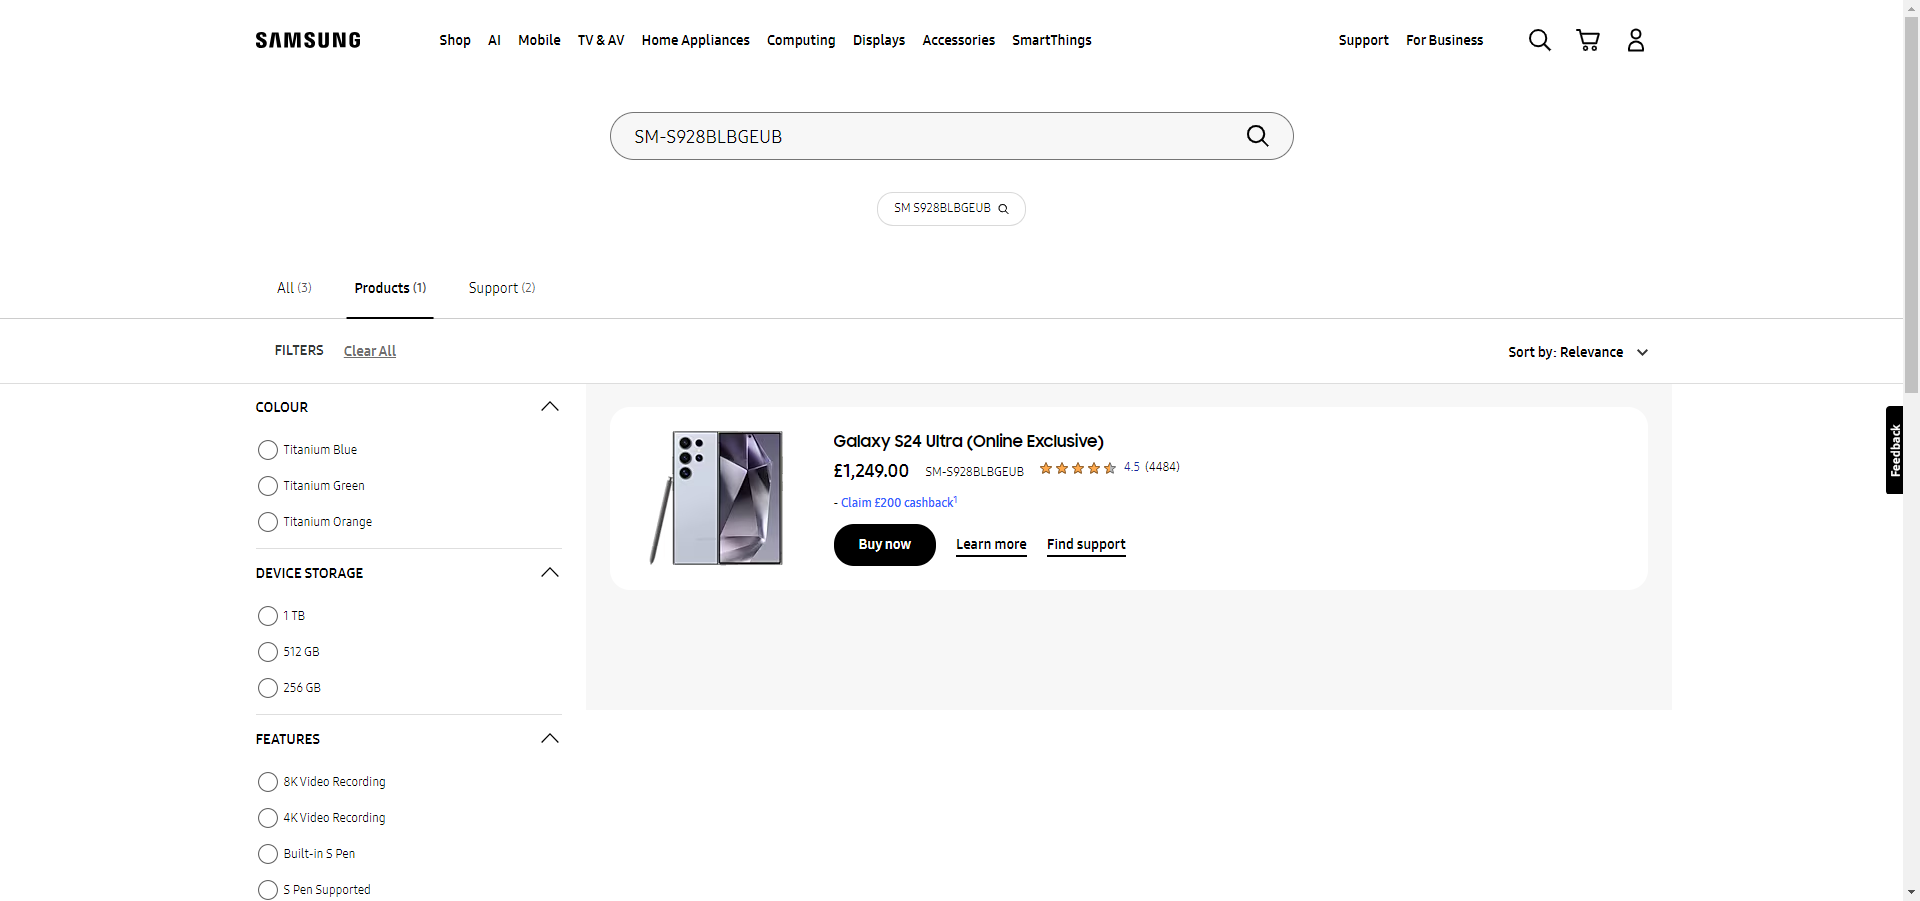 SAMSUNG
Shop AI Mobile TV & AV Home Appliances Computing Displays Accessories SmartThings Support For Business
SM-S928BLBGEUB
SM S928BLBGEUB
All (3) Products (1) Support (2)
FILTERS Clear All Sort by: Relevance
COLOUR
Titanium Blue
Titanium Green
Titanium Orange
DEVICE STORAGE
1 TB
512 GB
256 GB
FEATURES
8K Video Recording
4K Video Recording
Built-in S Pen
S Pen Supported
Galaxy S24 Ultra (Online Exclusive)
£1,249.00 SM-S928BLBGEUB 4.5 (4484)
- Claim £200 cashback¹
Buy now Learn more Find support
Feedback